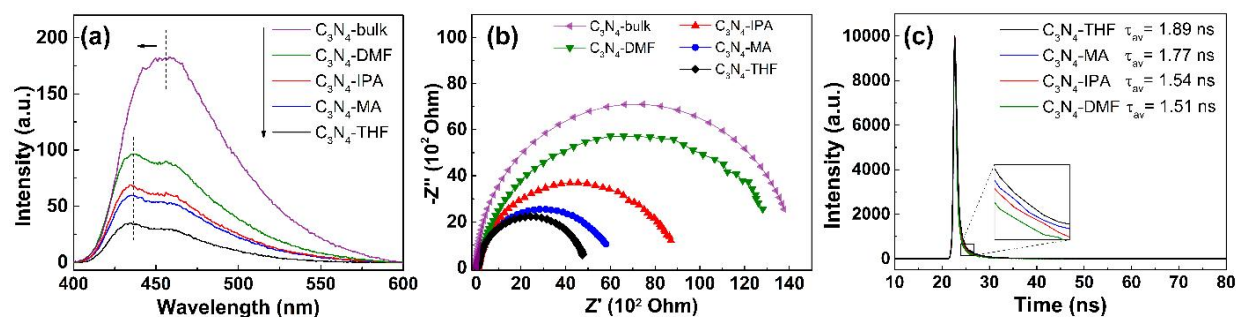 (a)
C₃N₄-bulk
C₃N₄-DMF
C₃N₄-IPA
C₃N₄-MA
C₃N₄-THF
200
150
100
50
0
Intensity (a.u.)
400 450 500 550 600
Wavelength (nm)
(b)
C₃N₄-bulk
C₃N₄-DMF
C₃N₄-IPA
C₃N₄-MA
C₃N₄-THF
100
80
60
40
20
0
-Z'' (10² Ohm)
0 20 40 60 80 100 120 140
Z' (10² Ohm)
(c)
C₃N₄-THF τav= 1.89 ns
C₃N₄-MA τav= 1.77 ns
C₃N₄-IPA τav= 1.54 ns
C₃N₄-DMF τav= 1.51 ns
10000
8000
6000
4000
2000
0
Intensity (a.u.)
10 20 30 40 50 60 70 80
Time (ns)